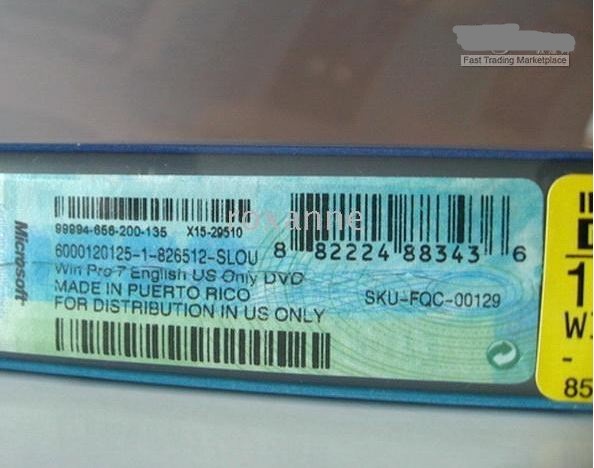 Fast Trading Marketplace
Microsoft
99994-656-200-135 X15-29510
roxanne
6000120125-1-826512-SLOU
8 82224 88343 6
Win Pro 7 English US Only DVD
MADE IN PUERTO RICO
FOR DISTRIBUTION IN US ONLY
SKU-FQC-00129
1
-
85